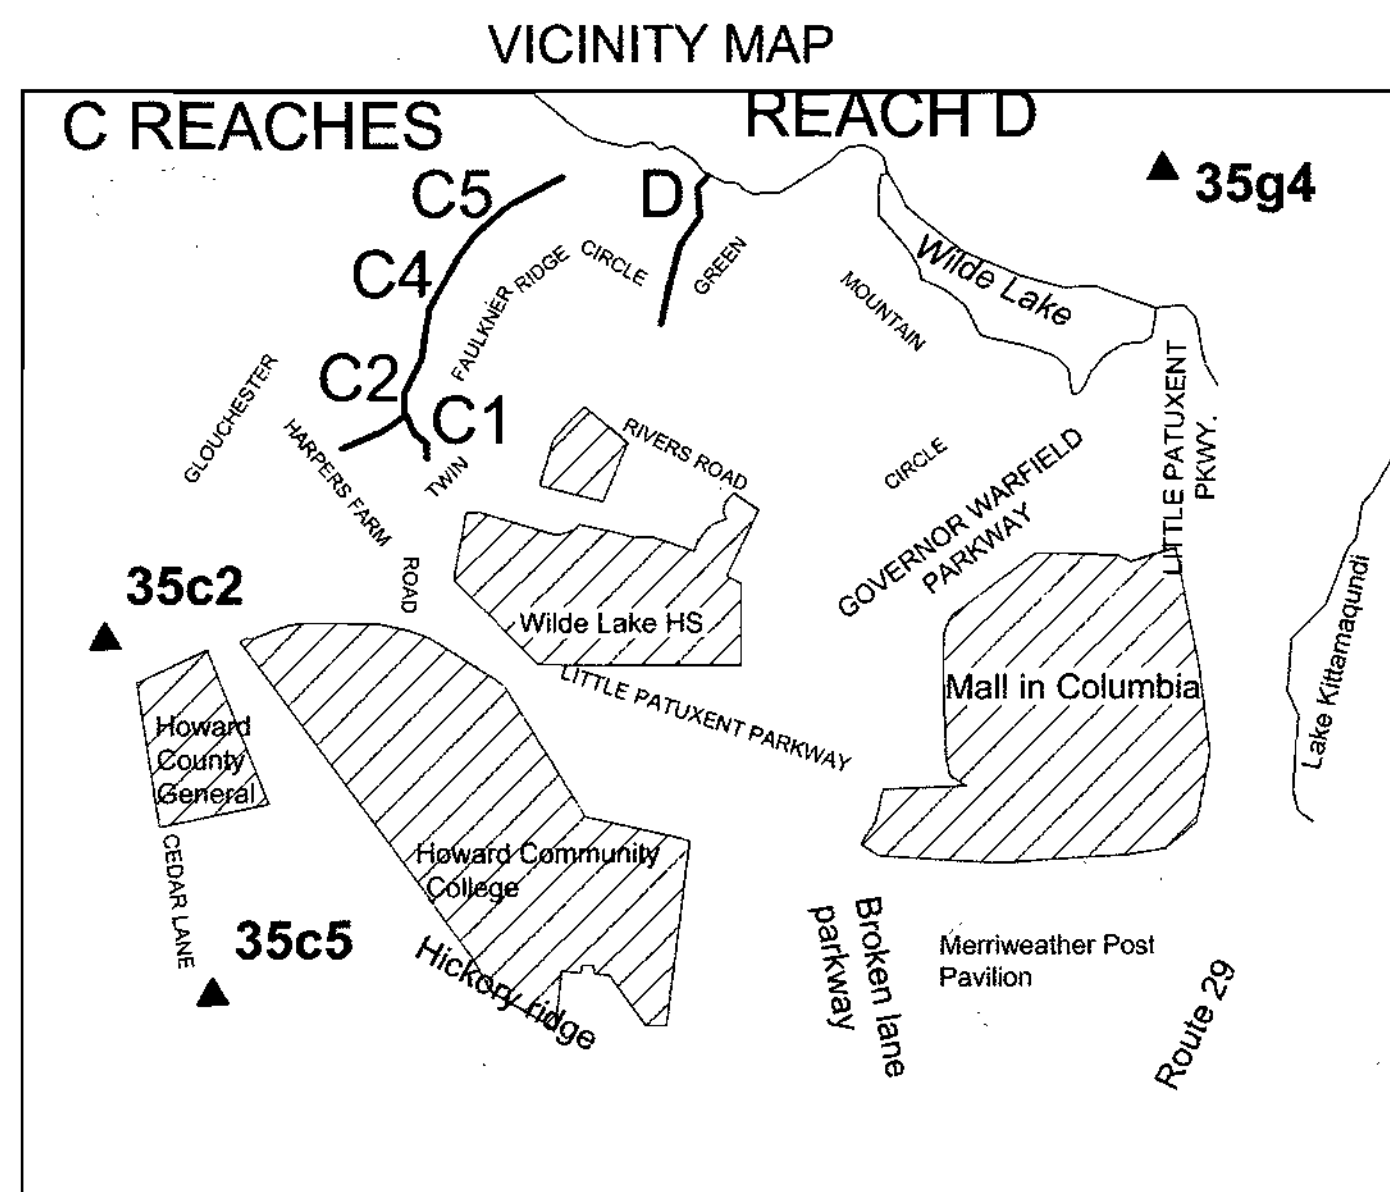 VICINITY MAP
C REACHES
REACH D
35g4
C5
D
C4
C2
C1
FAULKNER
RIDGE
CIRCLE
GREEN
MOUNTAIN
CIRCLE
Wilde Lake
GLOUCHESTER
HARPERS FARM
ROAD
TWIN
RIVERS ROAD
GOVERNOR WARFIELD
PARKWAY
LITTLE PATUXENT
PKWY.
35c2
Wilde Lake HS
LITTLE PATUXENT PARKWAY
Mall in Columbia
Lake Kittamaqundi
Howard
County
General
CEDAR LANE
35c5
Howard Community
College
Hickory ridge
Broken lane
parkway
Merriweather Post
Pavilion
Route 29